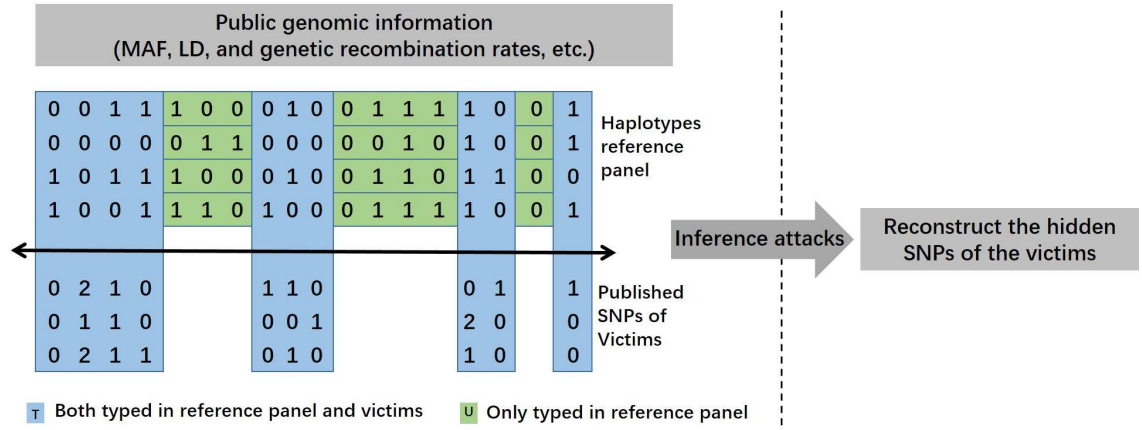 Public genomic information
(MAF, LD, and genetic recombination rates, etc.)
0 0 1 1 1 0 0 0 1 0 0 1 1 1 1 0 0 1
0 0 0 0 0 1 1 0 0 0 0 0 1 0 1 0 0 1
1 0 1 1 1 0 0 0 1 0 0 1 1 0 1 1 0 0
1 0 0 1 1 1 0 1 0 0 0 1 1 1 1 0 0 1
Haplotypes
reference
panel
Inference attacks
Reconstruct the hidden
SNPs of the victims
0 2 1 0 1 1 0 0 1 1
0 1 1 0 0 0 1 2 0 0
0 2 1 1 0 1 0 1 0 0
Published
SNPs of
Victims
T Both typed in reference panel and victims
U Only typed in reference panel